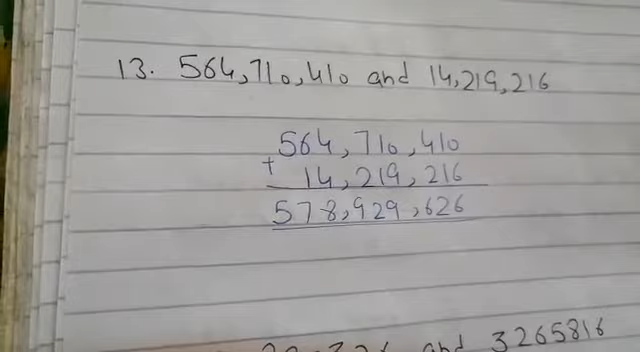 13. 564,710,410 and 14,219,216
564,710,410
+ 14,219,216
578,929,626
and 3265816